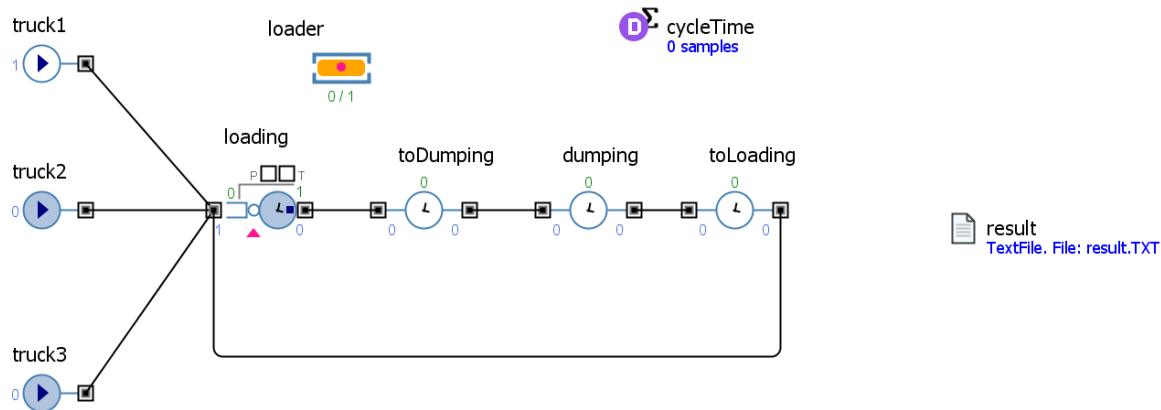 truck1
loader
D Σ cycleTime
0 samples
1
0 / 1
loading
P T
truck2
toDumping
dumping
toLoading
0 1 0 0 0
0
1 0 0 0 0 0 0 0
result
TextFile. File: result.TXT
truck3
0